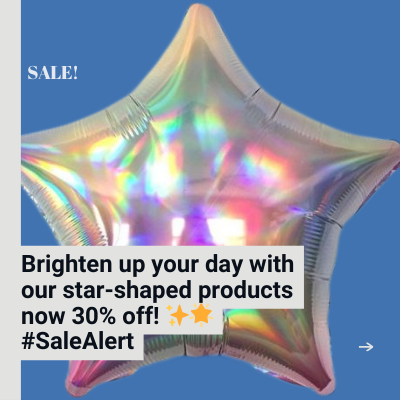 SALE!
Brighten up your day with
our star-shaped products
now 30% off! ✨⭐
#SaleAlert